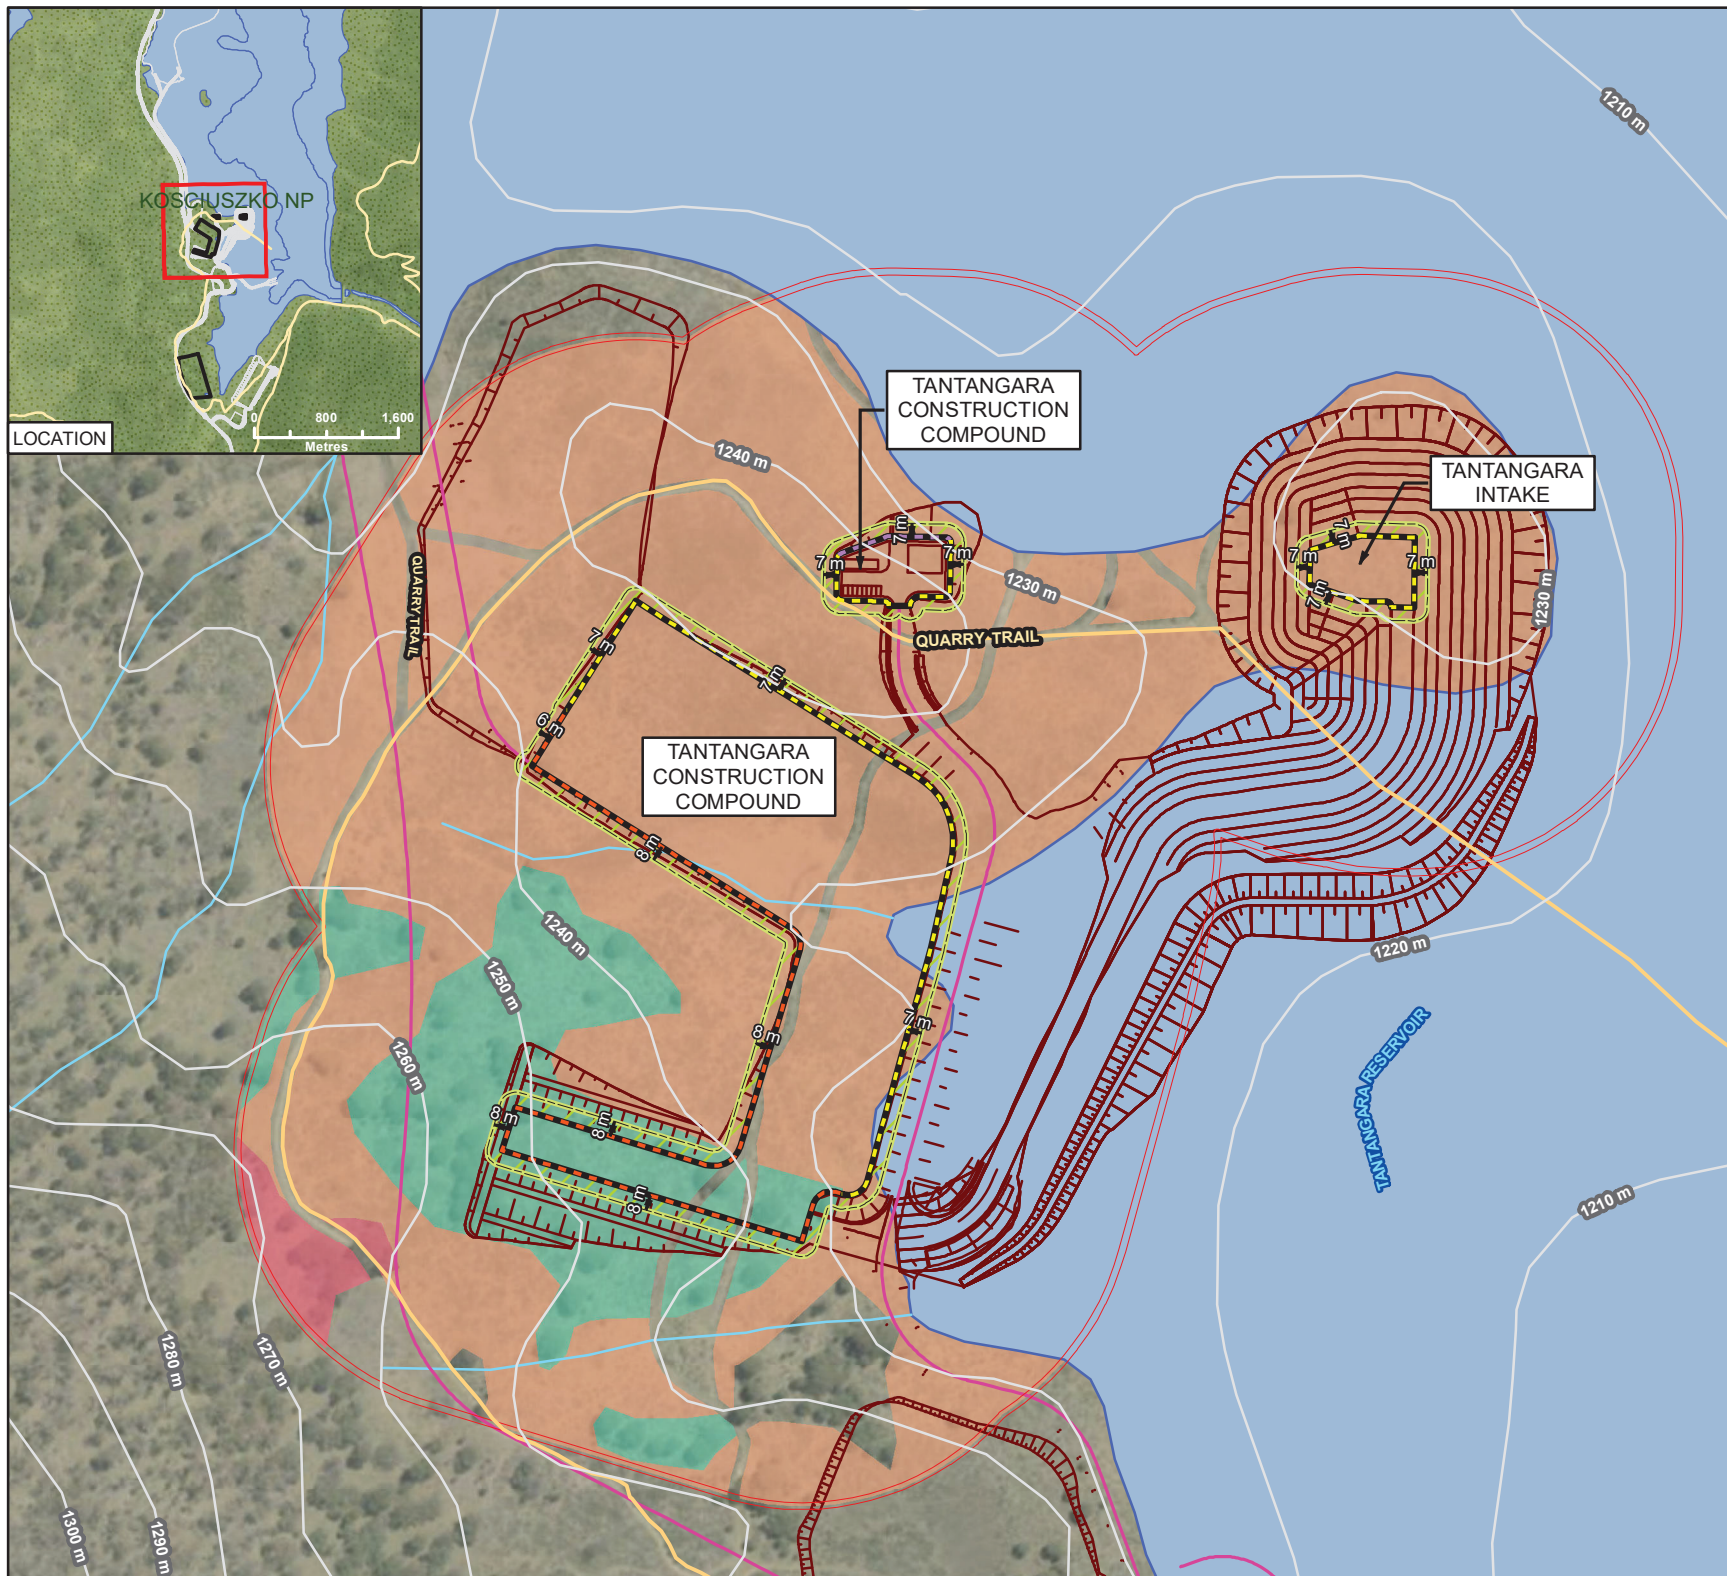 KOSCIUSZKO NP
0 800 1,600
Metres
LOCATION
1210 m
TANTANGARA
CONSTRUCTION
COMPOUND
1240 m
TANTANGARA
INTAKE
7 m
7 m
7 m
7 m
7 m
7 m
7 m
QUARRY TRAIL
1230 m
1230 m
QUARRY TRAIL
7 m
7 m
6 m
TANTANGARA
CONSTRUCTION
COMPOUND
8 m
1240 m
1250 m
1220 m
7 m
8 m
1260 m
TANTANGARA RESERVOIR
8 m
8 m
8 m
1210 m
1280 m
1270 m
1300 m
1290 m